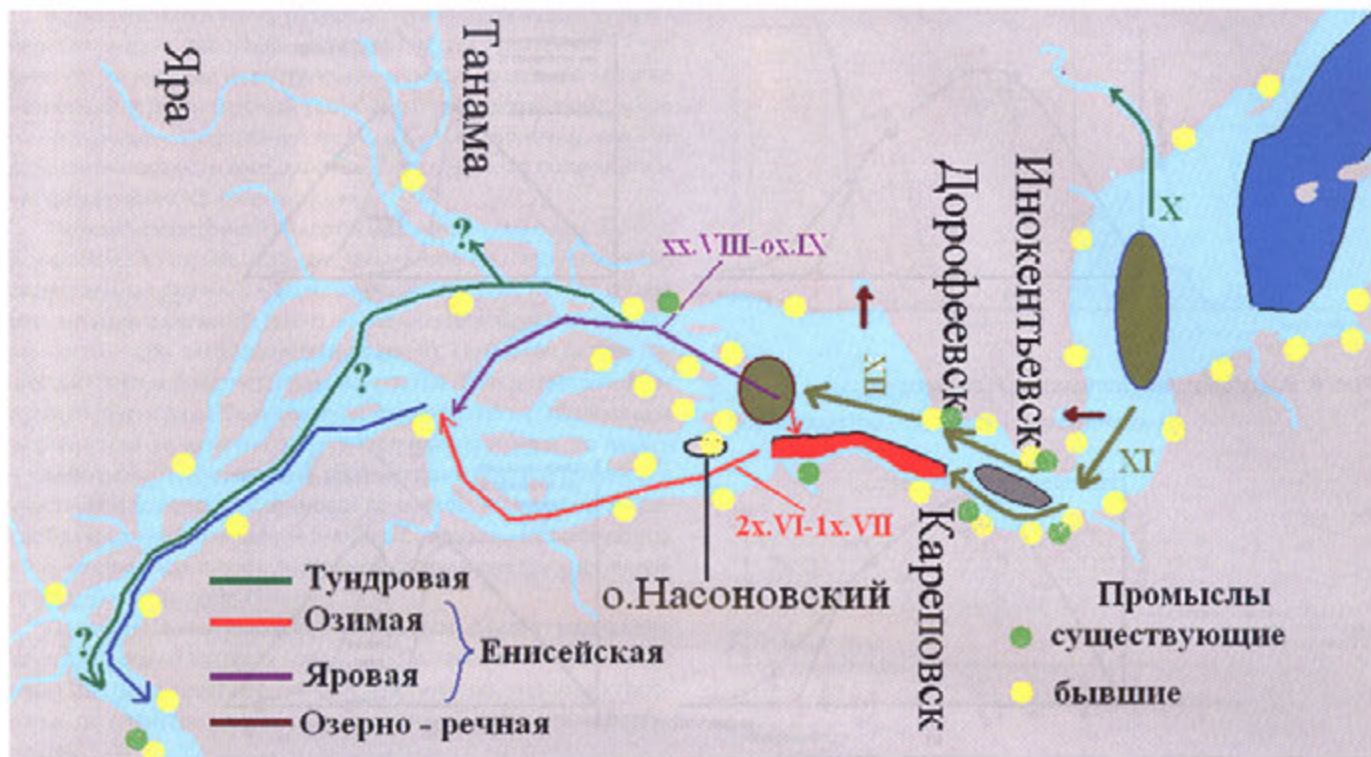 Яра
Танама
?
xx.VIII-ox.IX
X
Инокентьевск
Дорофеевск
XII
?
XI
2x.VI-1x.VII
Кареповск
о.Насоновский
?
Тундровая
Озимая
Яровая
Енисейская
Озерно - речная
Промыслы
существующие
бывшие